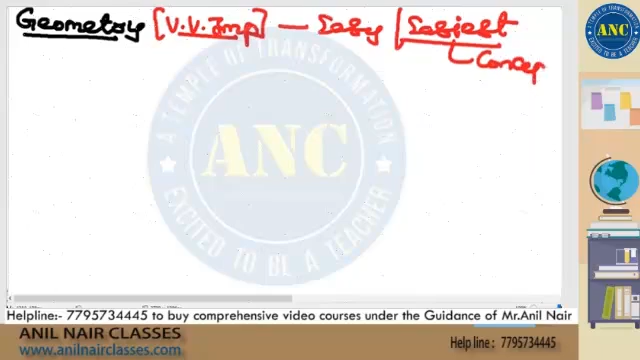 Geometry [V.V.Imp] – Easy | Easiest
Concep
ANC
A TEMPLE OF TRANSFORMATION
ANC
EXCITED TO BE A TEACHER
Helpline:- 7795734445 to buy comprehensive video courses under the Guidance of Mr.Anil Nair
ANIL NAIR CLASSES
www.anilnairclasses.com
Help line : 7795734445